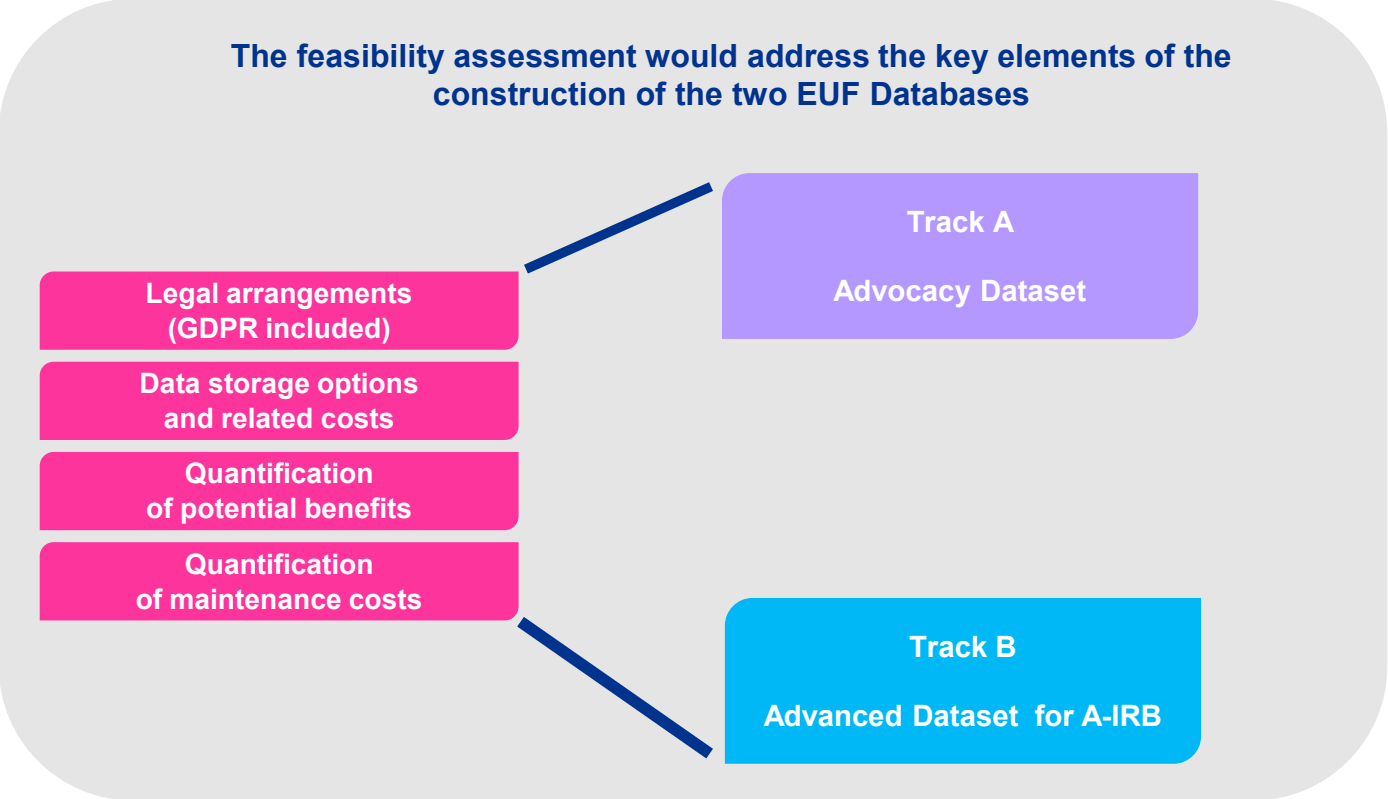 The feasibility assessment would address the key elements of the
construction of the two EUF Databases
Legal arrangements
(GDPR included)
Data storage options
and related costs
Quantification
of potential benefits
Quantification
of maintenance costs
Track A
Advocacy Dataset
Track B
Advanced Dataset  for A-IRB